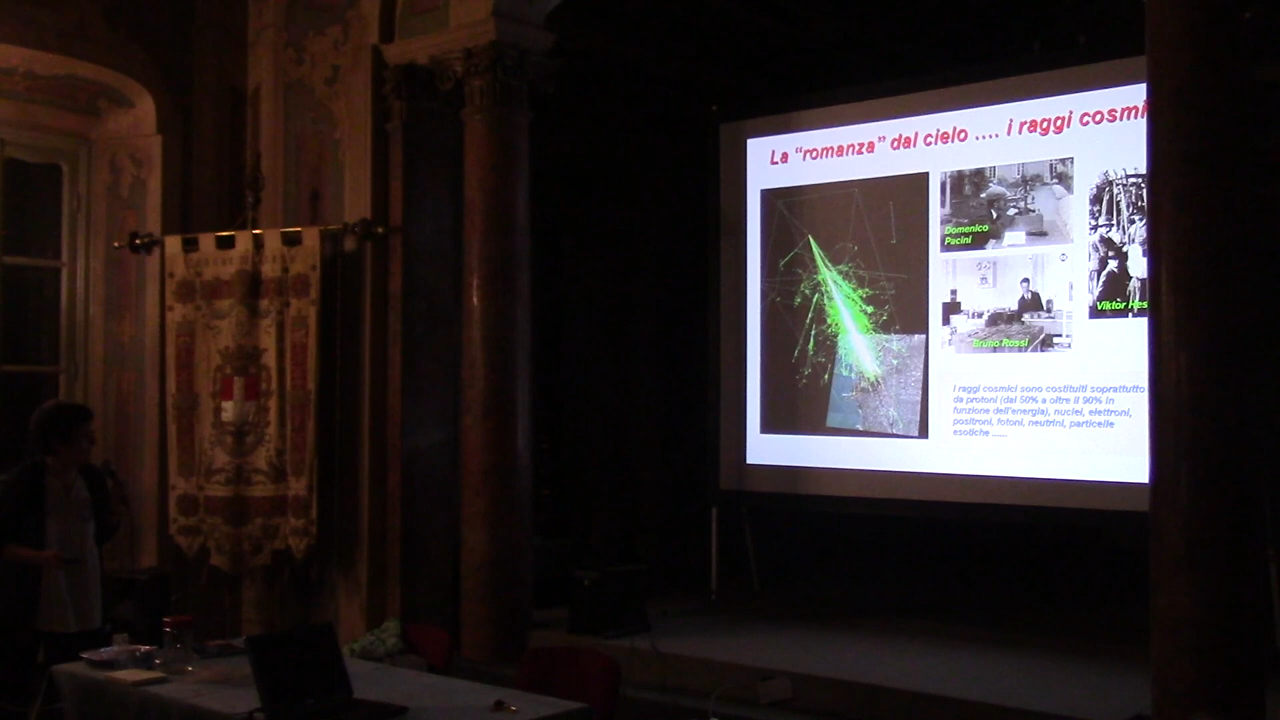 La “romanza” dal cielo .... i raggi cosmi
Domenico
Pacini
Bruno Rossi
Viktor Hes
I raggi cosmici sono costituiti soprattutto
da protoni (dal 50% a oltre il 90% in
funzione dell'energia), nuclei, elettroni,
positroni, fotoni, neutrini, particelle
esotiche ......